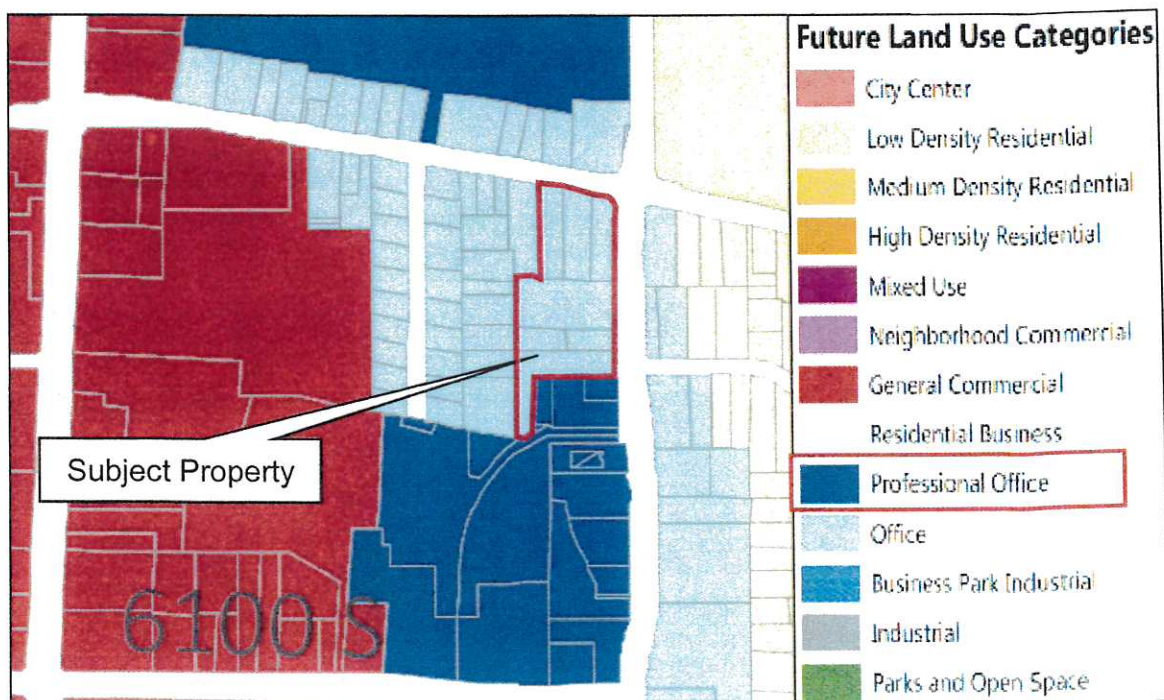 Future Land Use Categories
City Center
Low Density Residential
Medium Density Residential
High Density Residential
Mixed Use
Neighborhood Commercial
General Commercial
Residential Business
Professional Office
Office
Business Park Industrial
Industrial
Parks and Open Space
Subject Property
6100 S